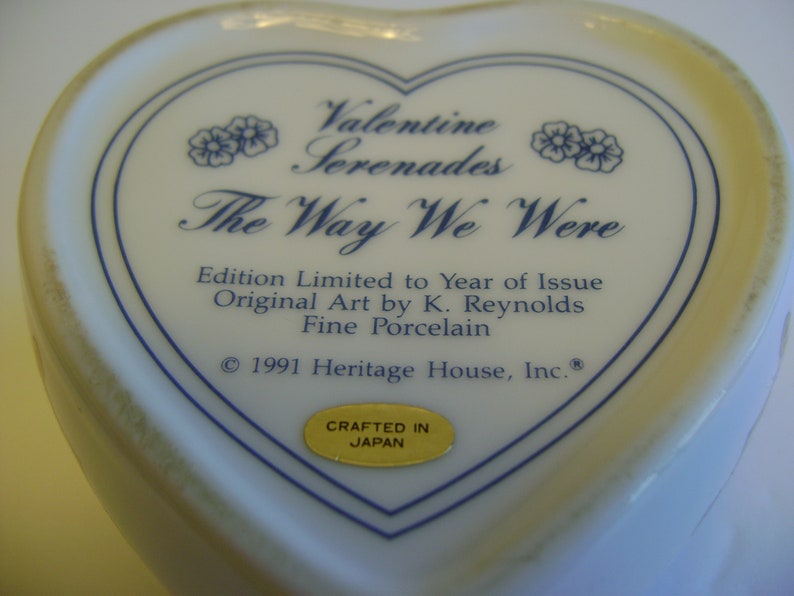 Valentine
Serenades
The Way We Were
Edition Limited to Year of Issue
Original Art by K. Reynolds
Fine Porcelain
© 1991 Heritage House, Inc.®
CRAFTED IN
JAPAN